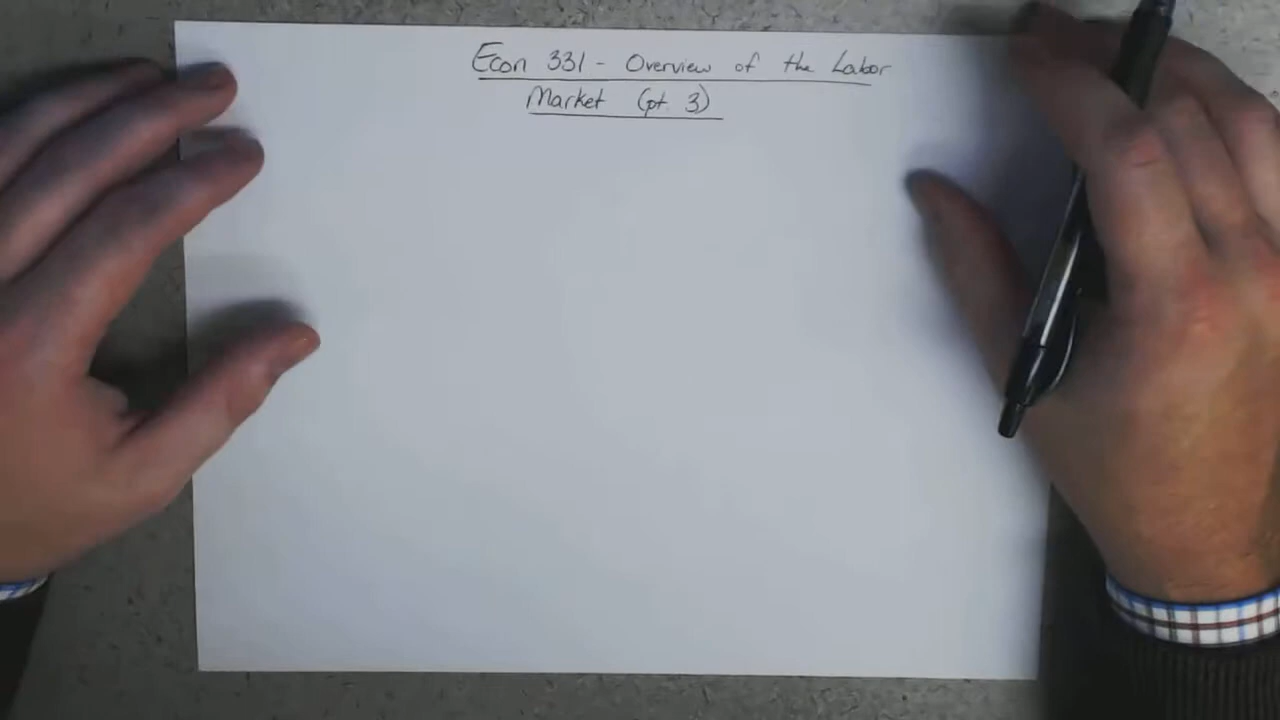 Econ 331 - Overview of the Labor
Market (pt. 3)